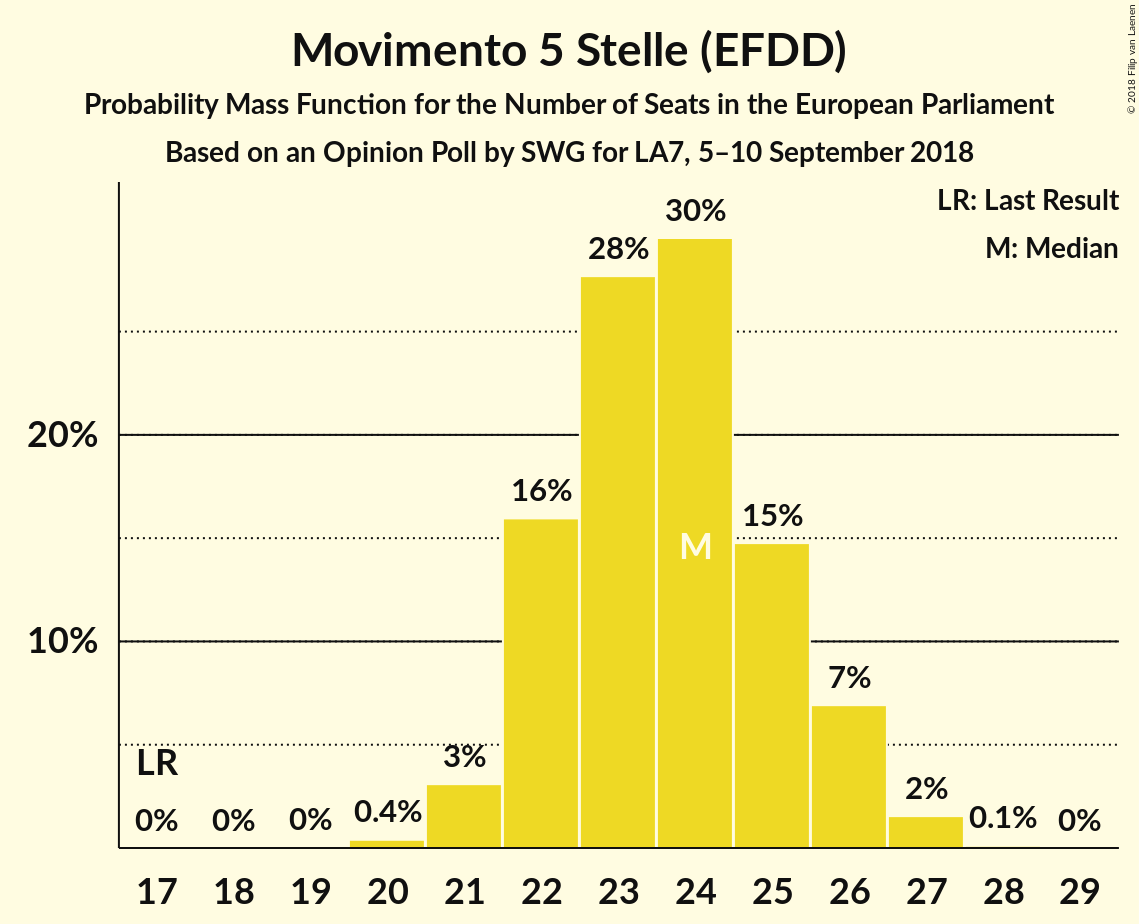 Movimento 5 Stelle (EFDD)
Probability Mass Function for the Number of Seats in the European Parliament
Based on an Opinion Poll by SWG for LA7, 5–10 September 2018
© 2018 Filip van Laenen
LR: Last Result
M: Median
30%
28%
20%
16%
15%
M
10%
7%
3%
LR
2%
0% 0% 0% 0.4% 0.1% 0%
17 18 19 20 21 22 23 24 25 26 27 28 29